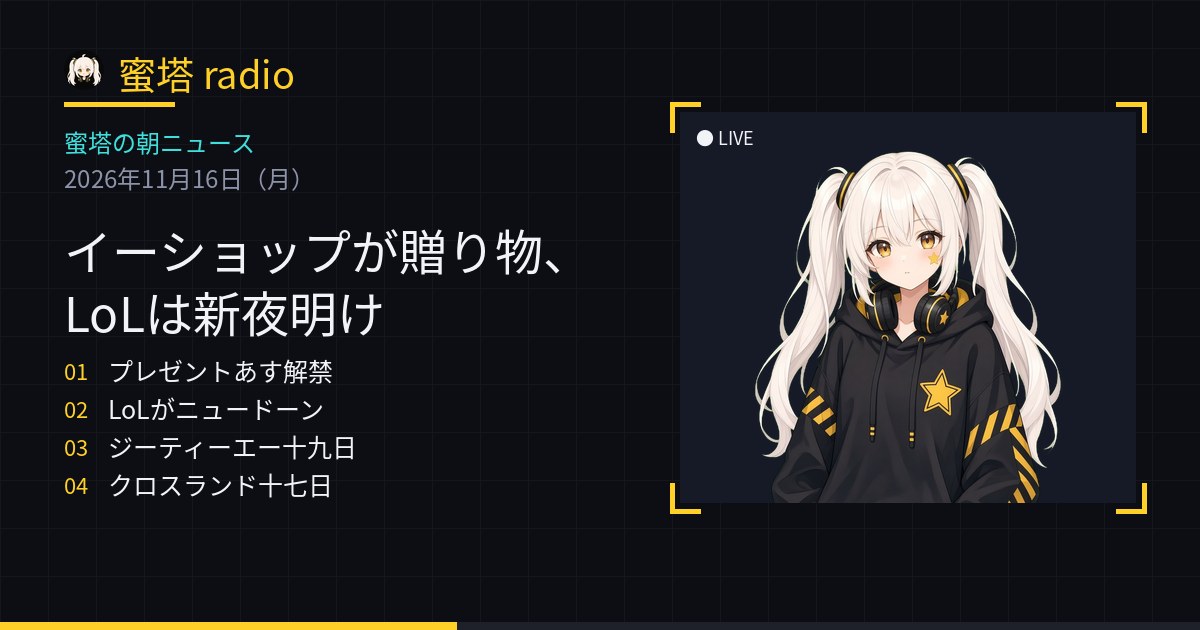 蜜塔 radio
蜜塔の朝ニュース
2026年11月16日（月）
イーショップが贈り物、
LoLは新夜明け
01 プレゼントあす解禁
02 LoLがニュードーン
03 ジーティーエー十九日
04 クロスランド十七日
LIVE